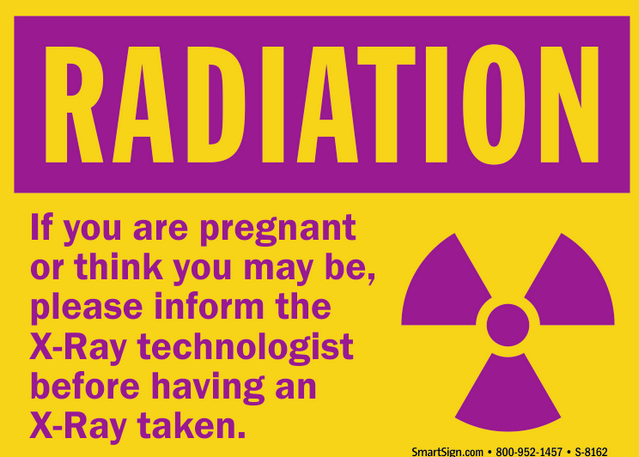 RADIATION
If you are pregnant
or think you may be,
please inform the
X-Ray technologist
before having an
X-Ray taken.
SmartSign.com • 800-952-1457 • S-8162